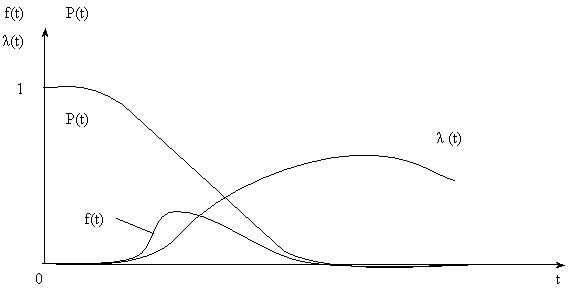 f(t) P(t)
λ(t)
1
P(t)
λ (t)
f(t)
0
t